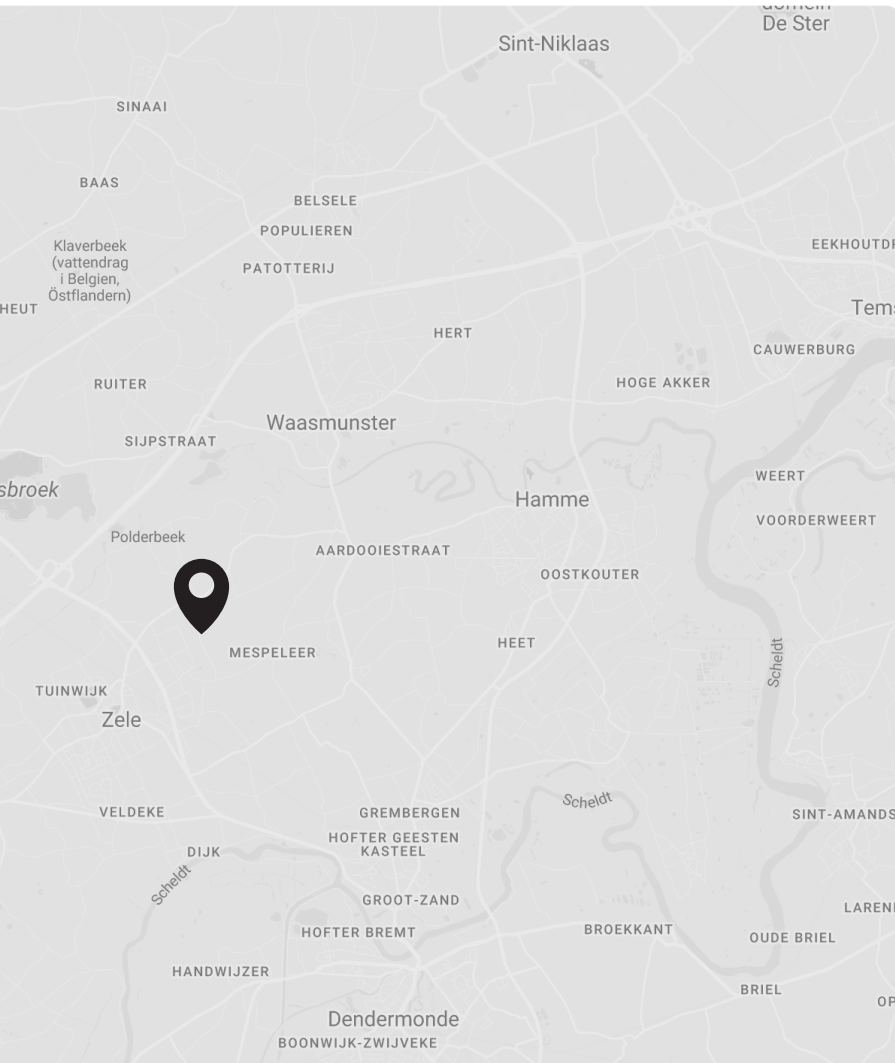 domein
De Ster
Sint-Niklaas
SINAAI
BAAS
BELSELE
POPULIEREN
Klaverbeek
(vattendrag
i Belgien,
Östflandern)
EEKHOUTDR
PATOTTERIJ
HEUT
Tems
HERT
CAUWERBURG
RUITER
HOGE AKKER
Waasmunster
SIJPSTRAAT
WEERT
sbroek
Hamme
VOORDERWEERT
Polderbeek
AARDOOIESTRAAT
OOSTKOUTER
HEET
MESPELEER
Scheldt
TUINWIJK
Zele
Scheldt
VELDEKE
GREMBERGEN
SINT-AMANDS
HOFTER GEESTEN
KASTEEL
DIJK
Scheldt
GROOT-ZAND
LAREN
HOFTER BREMT
BROEKKANT
OUDE BRIEL
HANDWIJZER
BRIEL
OP
Dendermonde
BOONWIJK-ZWIJVEKE